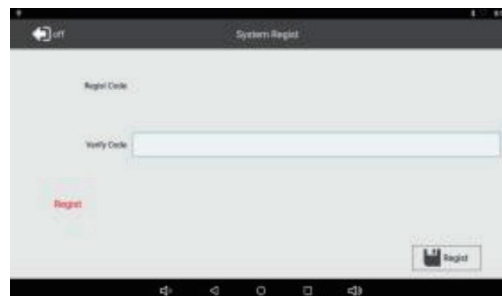 off
System Regist
Regist Code
Verify Code
Regist
Regist